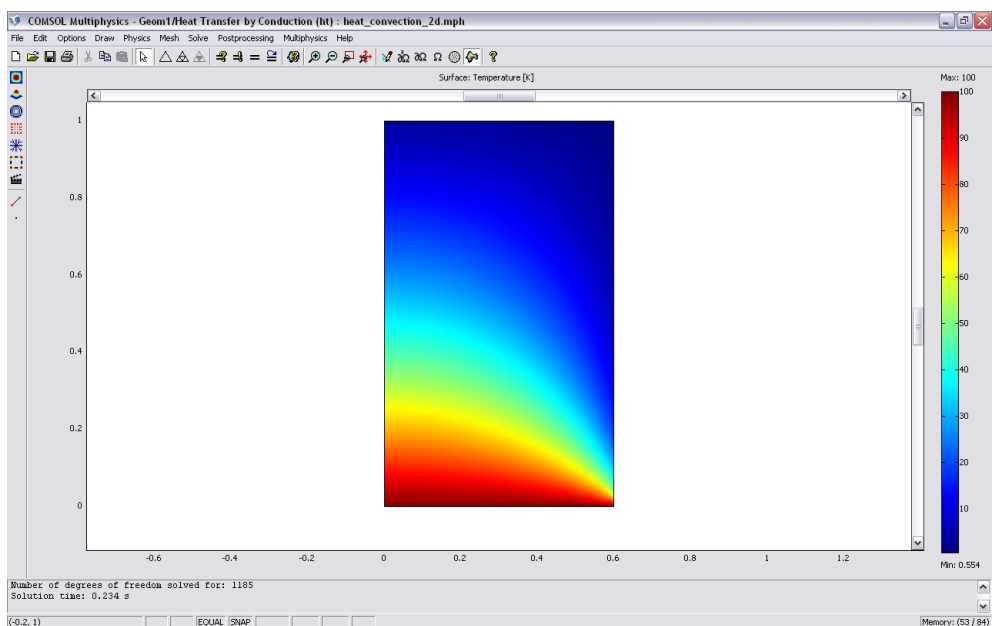 COMSOL Multiphysics - Geom1/Heat Transfer by Conduction (ht) : heat_convection_2d.mph
File Edit Options Draw Physics Mesh Solve Postprocessing Multiphysics Help
Surface: Temperature [K]
Max: 100
100
90
80
70
60
50
40
30
20
10
Min: 0.554
1
0.8
0.6
0.4
0.2
0
-0.6 -0.4 -0.2 0 0.2 0.4 0.6 0.8 1 1.2
Number of degrees of freedom solved for: 1185
Solution time: 0.234 s
(-0.2, 1) EQUAL SNAP Memory: (53 / 84)